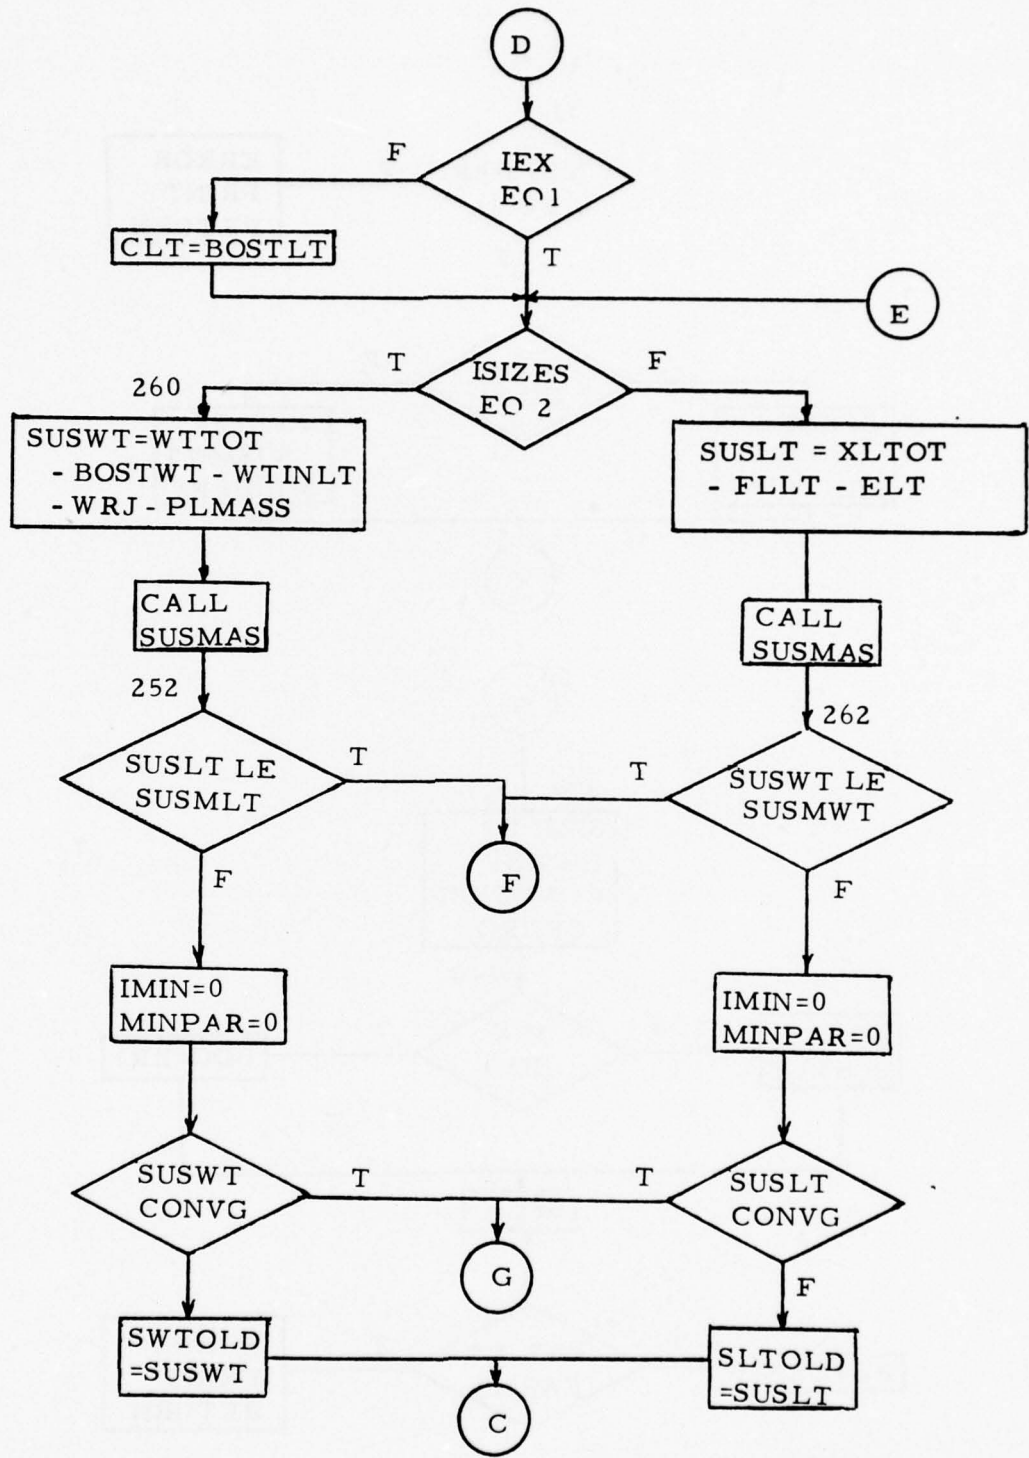 D
F
IEX
EQ 1
CLT=BOSTLT
T
E
T
ISIZES
EQ 2
F
260
SUSWT=WTTOT
- BOSTWT - WTINLT
- WRJ - PLMASS
SUSLT = XLTOT
- FLLT - ELT
CALL
SUSMAS
CALL
SUSMAS
252
262
SUSLT LE
SUSMLT
T
T
SUSWT LE
SUSMWT
F
F
F
IMIN=0
MINPAR=0
IMIN=0
MINPAR=0
SUSWT
CONVG
T
T
SUSLT
CONVG
G
F
SWTOLD
=SUSWT
SLTOLD
=SUSLT
C